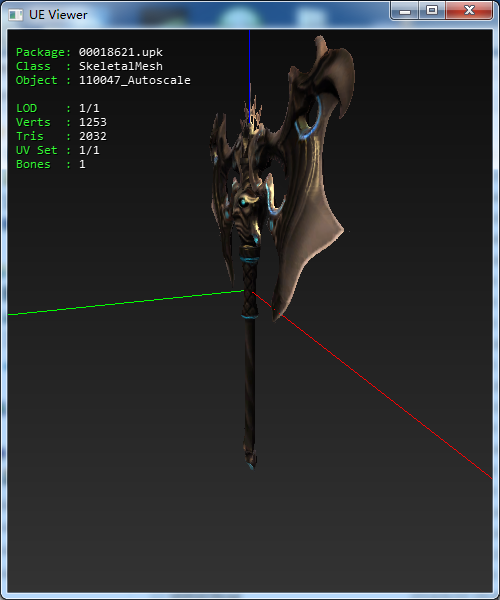 UE Viewer
Package: 00018621.upk
Class : SkeletalMesh
Object : 110047_Autoscale
LOD : 1/1
Verts : 1253
Tris : 2032
UV Set : 1/1
Bones : 1